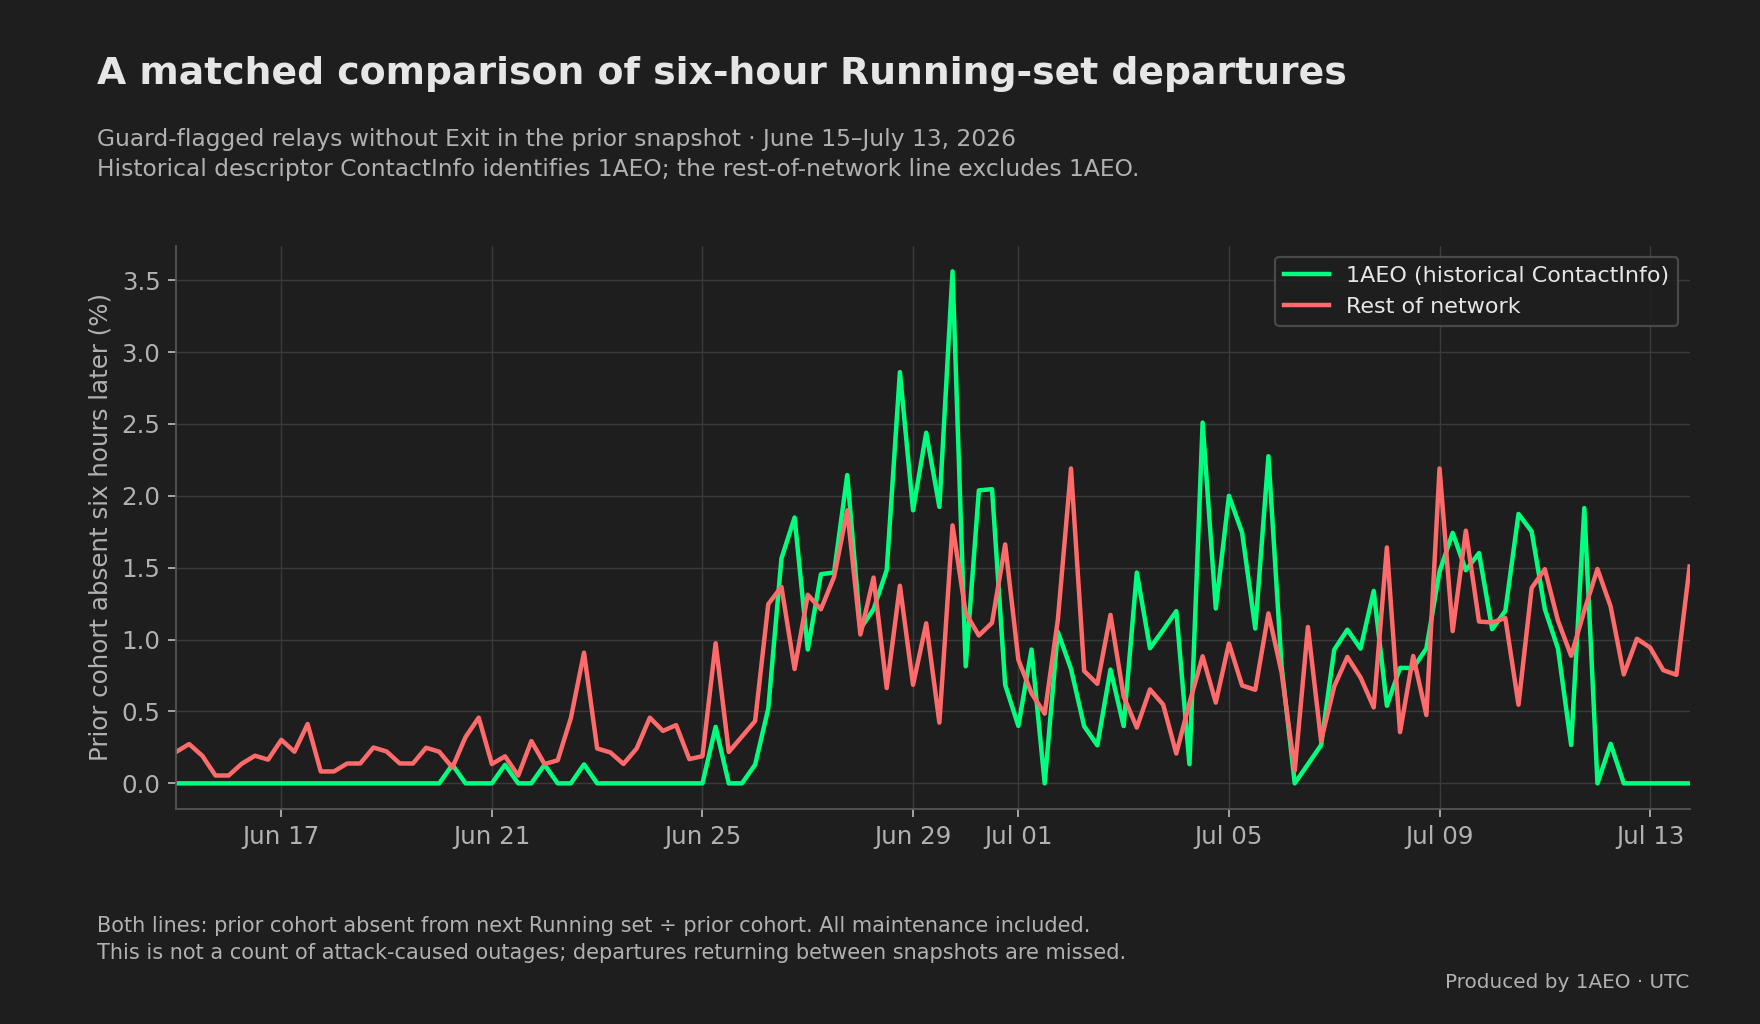 A matched comparison of six-hour Running-set departures
Guard-flagged relays without Exit in the prior snapshot · June 15–July 13, 2026
Historical descriptor ContactInfo identifies 1AEO; the rest-of-network line excludes 1AEO.
1AEO (historical ContactInfo)
Rest of network
Prior cohort absent six hours later (%)
3.5
3.0
2.5
2.0
1.5
1.0
0.5
0.0
Jun 17
Jun 21
Jun 25
Jun 29
Jul 01
Jul 05
Jul 09
Jul 13
Both lines: prior cohort absent from next Running set ÷ prior cohort. All maintenance included.
This is not a count of attack-caused outages; departures returning between snapshots are missed.
Produced by 1AEO · UTC